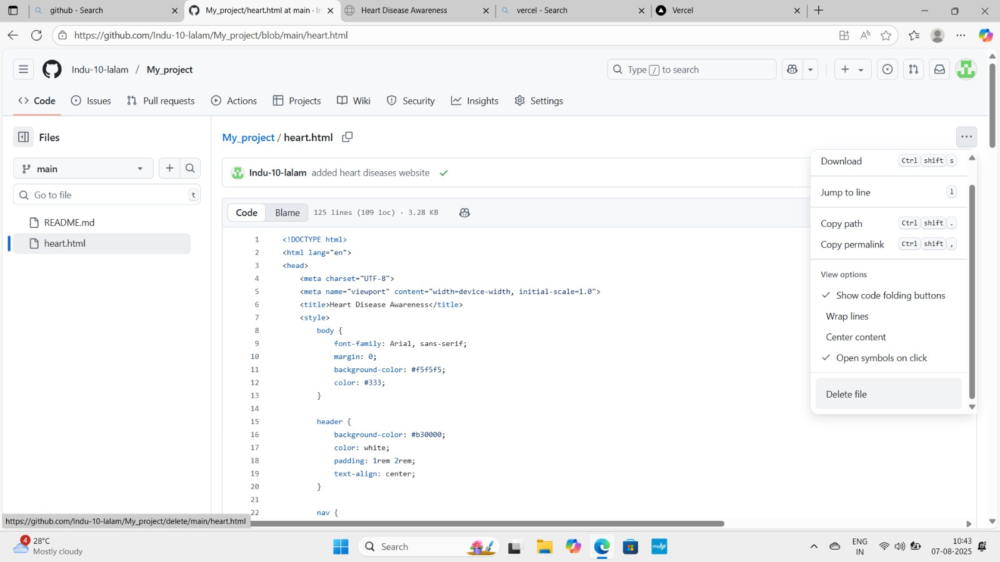 github - Search
My_project/heart.html at main · In
Heart Disease Awareness
vercel - Search
Vercel
https://github.com/Indu-10-lalam/My_project/blob/main/heart.html
Indu-10-lalam / My_project
Type / to search
Code
Issues
Pull requests
Actions
Projects
Wiki
Security
Insights
Settings
Files
main
Go to file
t
README.md
heart.html
My_project / heart.html
Indu-10-lalam added heart diseases website
Code
Blame
125 lines (109 loc) · 3.28 KB
1 <!DOCTYPE html>
2 <html lang="en">
3 <head>
4 <meta charset="UTF-8">
5 <meta name="viewport" content="width=device-width, initial-scale=1.0">
6 <title>Heart Disease Awareness</title>
7 <style>
8 body {
9 font-family: Arial, sans-serif;
10 margin: 0;
11 background-color: #f5f5f5;
12 color: #333;
13 }
14
15 header {
16 background-color: #b30000;
17 color: white;
18 padding: 1rem 2rem;
19 text-align: center;
20 }
21
22 nav {
Download Ctrl shift s
Jump to line l
Copy path Ctrl shift .
Copy permalink Ctrl shift ,
View options
Show code folding buttons
Wrap lines
Center content
Open symbols on click
Delete file
https://github.com/Indu-10-lalam/My_project/delete/main/heart.html
4
28°C
Mostly cloudy
Search
myhp
ENG
IN
10:43
07-08-2025